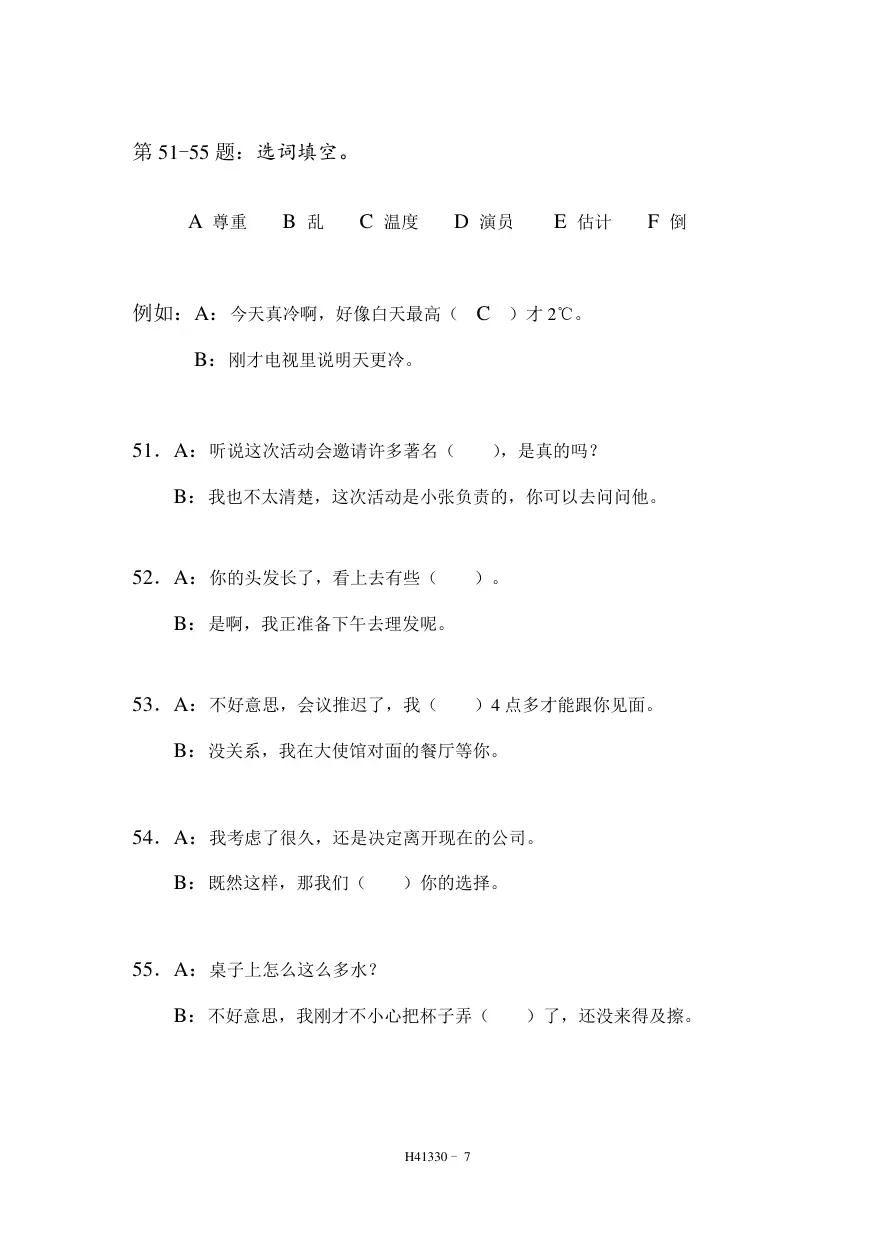 第 51-55 题：选词填空。
A 尊重 B 乱 C 温度 D 演员 E 估计 F 倒
例如：A：今天真冷啊，好像白天最高（ C ）才 2℃。
B：刚才电视里说明天更冷。
51．A：听说这次活动会邀请许多著名（ ），是真的吗？
B：我也不太清楚，这次活动是小张负责的，你可以去问问他。
52．A：你的头发长了，看上去有些（ ）。
B：是啊，我正准备下午去理发呢。
53．A：不好意思，会议推迟了，我（ ）4 点多才能跟你见面。
B：没关系，我在大使馆对面的餐厅等你。
54．A：我考虑了很久，还是决定离开现在的公司。
B：既然这样，那我们（ ）你的选择。
55．A：桌子上怎么这么多水？
B：不好意思，我刚才不小心把杯子弄（ ）了，还没来得及擦。
H41330 - 7